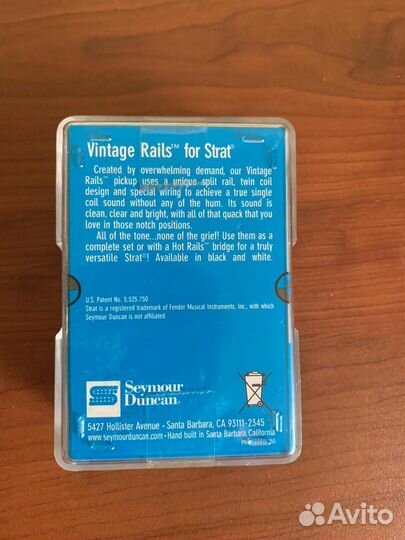 Vintage Rails™ for Strat®
Created by overwhelming demand, our Vintage
Rails™ pickup uses a unique split rail, twin coil
design and special wiring to achieve a true single
coil sound without any of the hum. Its sound is
clean, clear and bright, with all of that quack that you
love in those notch positions.
All of the tone...none of the grief! Use them as a
complete set or with a Hot Rails™ bridge for a truly
versatile Strat®! Available in black and white.
U.S. Patent No. 5,525,750
Strat is a registered trademark of Fender Musical Instruments, Inc., with which
Seymour Duncan is not affiliated.
Seymour
Duncan®
5427 Hollister Avenue • Santa Barbara, CA 93111-2345
www.seymourduncan.com • Hand built in Santa Barbara, California
Avito